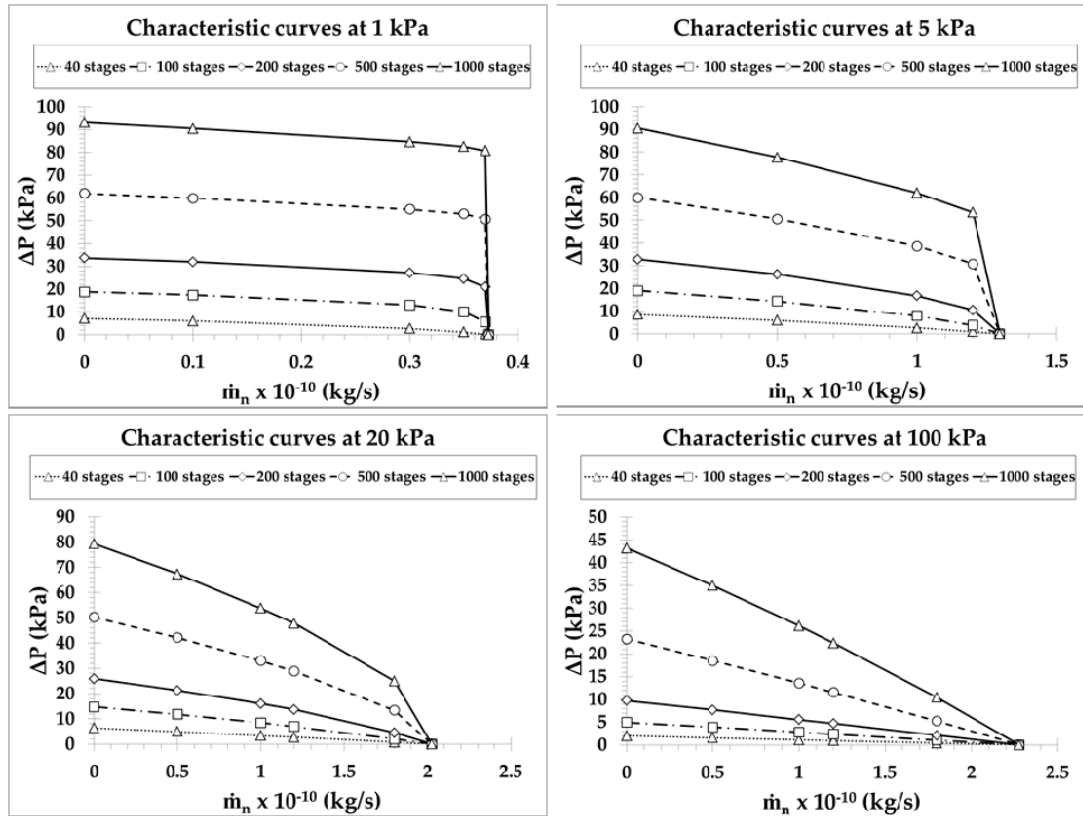 Characteristic curves at 1 kPa
40 stages 100 stages 200 stages 500 stages 1000 stages
100
90
80
70
60
50
40
30
20
10
0
ΔP (kPa)
0 0.1 0.2 0.3 0.4
ṁn x 10-10 (kg/s)
Characteristic curves at 5 kPa
40 stages 100 stages 200 stages 500 stages 1000 stages
100
90
80
70
60
50
40
30
20
10
0
ΔP (kPa)
0 0.5 1 1.5
ṁn x 10-10 (kg/s)
Characteristic curves at 20 kPa
40 stages 100 stages 200 stages 500 stages 1000 stages
90
80
70
60
50
40
30
20
10
0
ΔP (kPa)
0 0.5 1 1.5 2 2.5
ṁn x 10-10 (kg/s)
Characteristic curves at 100 kPa
40 stages 100 stages 200 stages 500 stages 1000 stages
50
45
40
35
30
25
20
15
10
5
0
ΔP (kPa)
0 0.5 1 1.5 2 2.5
ṁn x 10-10 (kg/s)